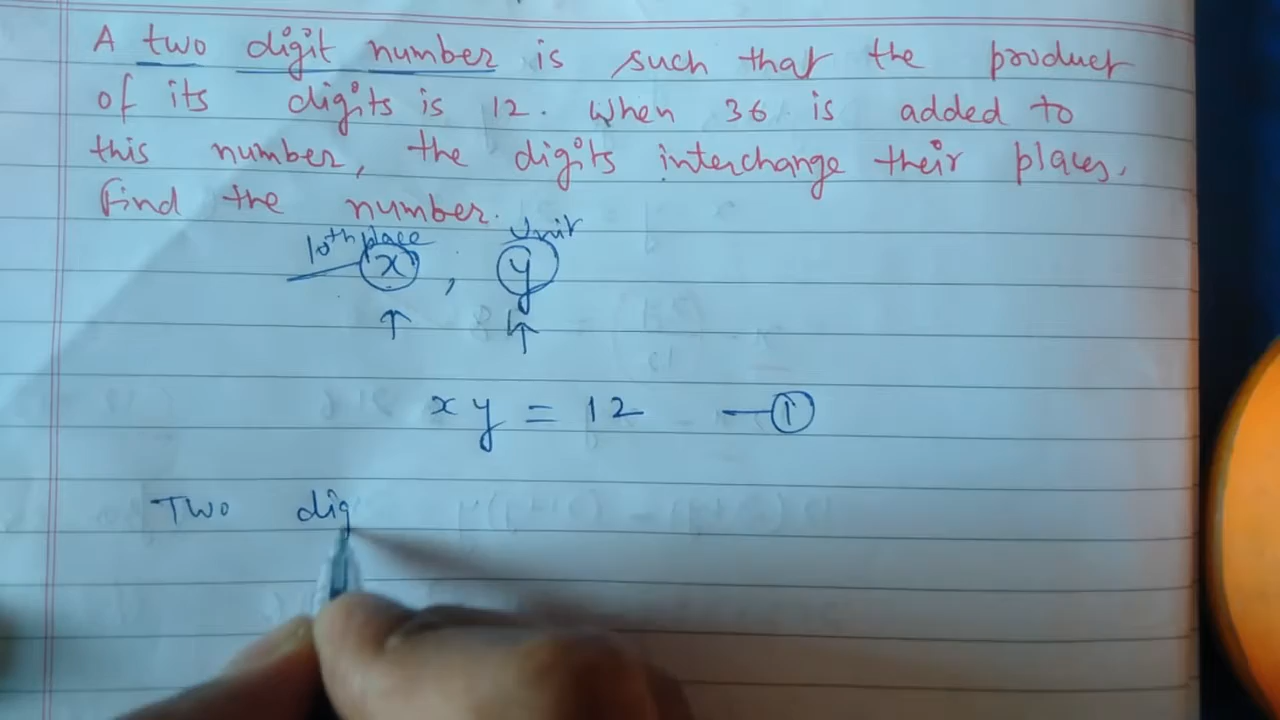 A two digit number is such that the product
of its digits is 12. When 36 is added to
this number, the digits interchange their places.
Find the number.
10th place Unit
x , y
xy = 12 — 1
Two dig